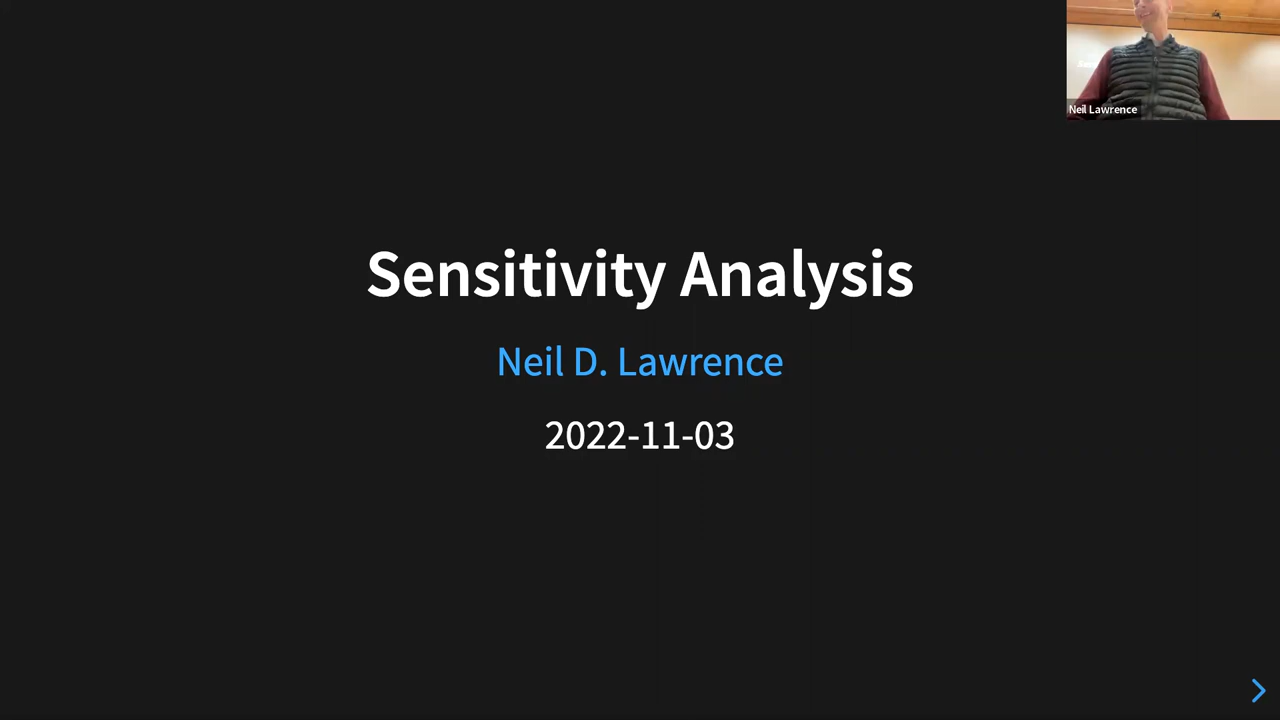 Neil Lawrence
Sensitivity Analysis
Neil D. Lawrence
2022-11-03